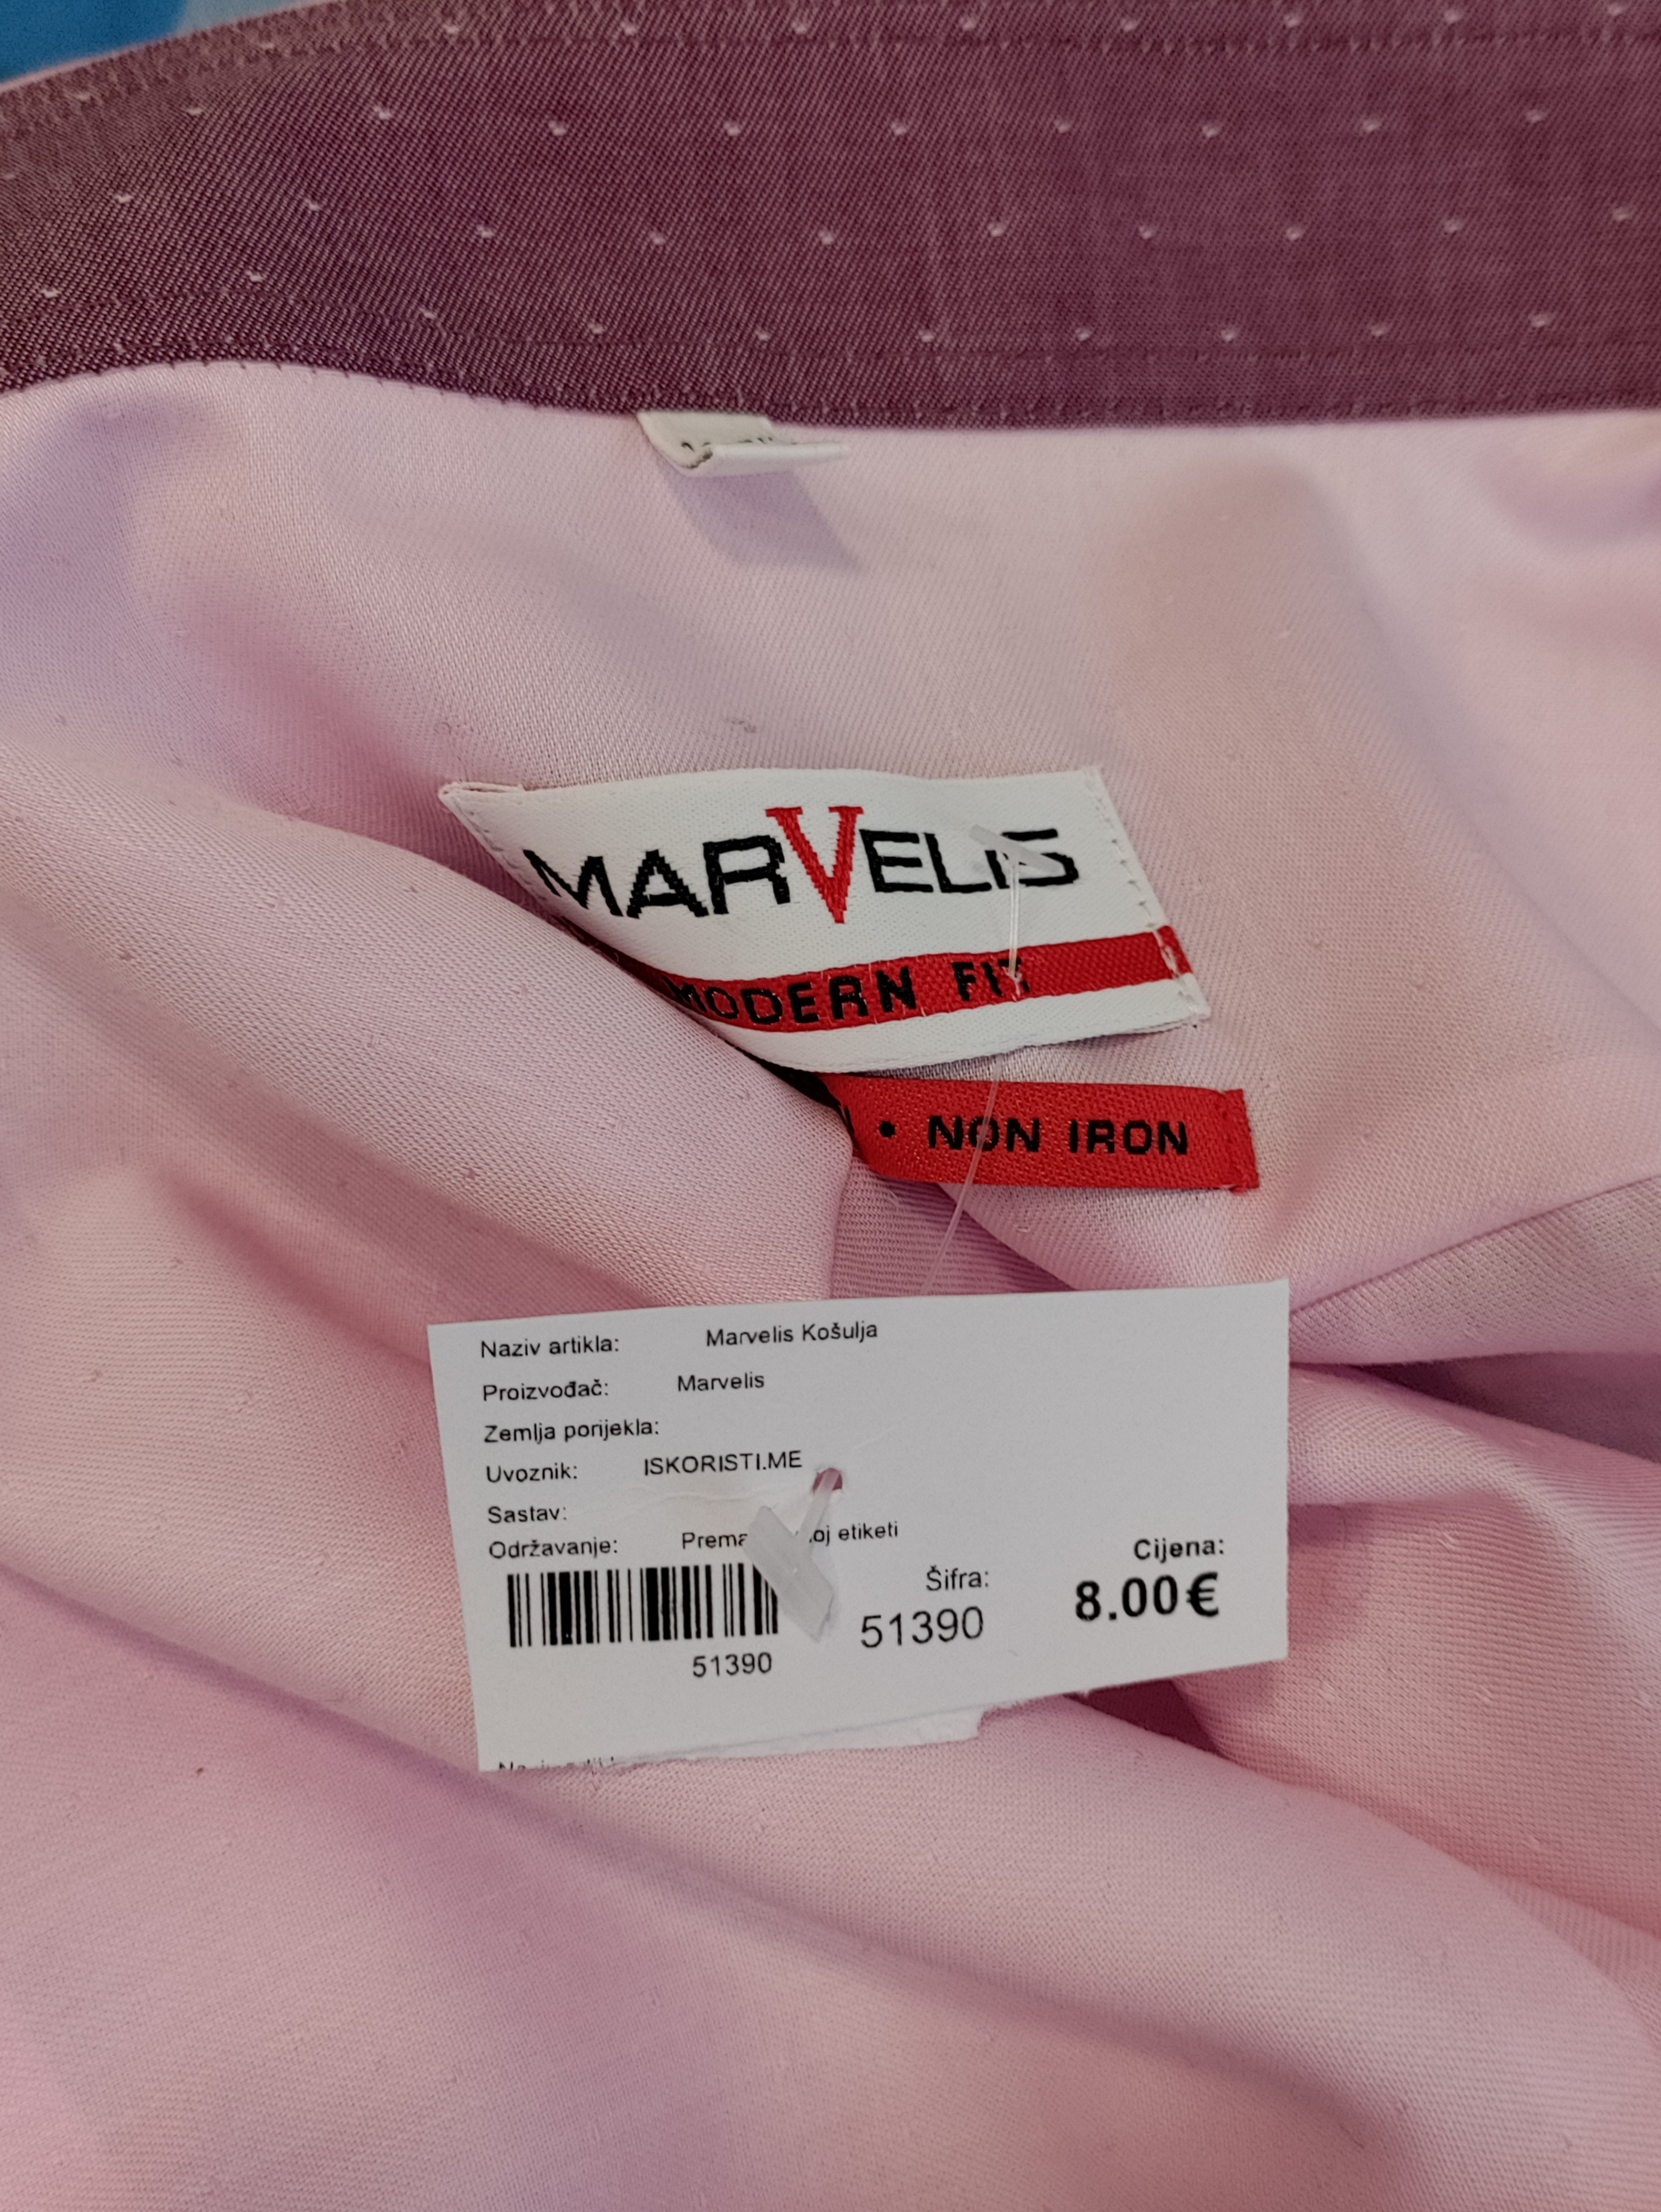 MARVELIS
MODERN FIT
• NON IRON
Naziv artikla: Marvelis Košulja
Proizvođač: Marvelis
Zemlja porijekla:
Uvoznik: ISKORISTI.ME
Sastav:
Održavanje: etiketi
Cijena:
Šifra:
8.00€
51390
51390